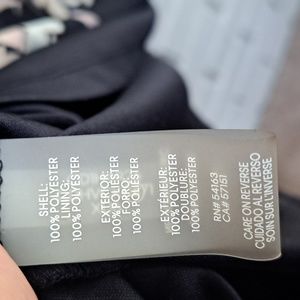 SHELL:
100% POLYESTER
LINING:
100% POLYESTER
EXTERIOR:
100% POLIÉSTER
FORRO:
100% POLIÉSTER
EXTÉRIEUR:
100% POLYESTER
DOUBLURE:
100% POLYESTER
RN# 54163
CA# 57151
CARE ON REVERSE
CUIDADO AL REVERSO
SOIN SUR L'INVERSE